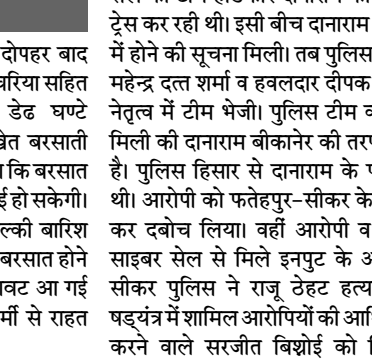 दोपहर बाद
वरिया सहित
डेढ घण्टे
खेत बरसाती
कि बरसात
ई हो सकेगी।
ल्की बारिश
बरसात होने
वट आ गई
र्मी से राहत
ट्रेस कर रही थी। इसी बीच दानाराम
में होने की सूचना मिली। तब पुलिस
महेन्द्र दत्त शर्मा व हवलदार दीपक
नेतृत्व में टीम भेजी। पुलिस टीम
मिली की दानाराम बीकानेर की तर
है। पुलिस हिसार से दानाराम के
थी। आरोपी को फतेहपुर-सीकर के
कर दबोच लिया। वहीं आरोपी व
साइबर सेल से मिले इनपुट के
सीकर पुलिस ने राजू ठेहट हत्य
षड्यंत्र में शामिल आरोपियों की आ
करने वाले सरजीत बिश्नोई को